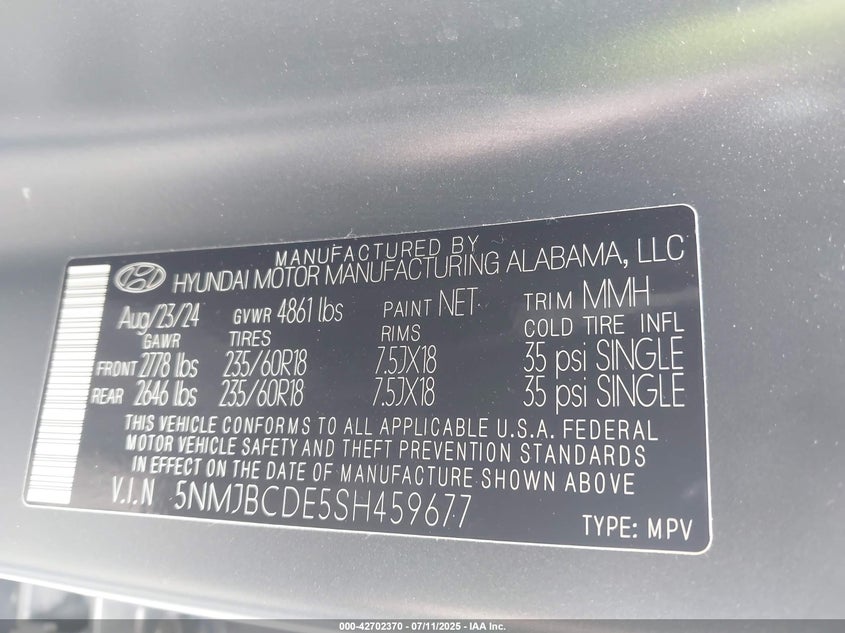 MANUFACTURED BY
HYUNDAI MOTOR MANUFACTURING ALABAMA, LLC
Aug/23/24 GVWR 4861 lbs PAINT NET TRIM MMH
GAWR TIRES RIMS COLD TIRE INFL
FRONT 2778 lbs 235/60R18 7.5JX18 35 psi SINGLE
REAR 2646 lbs 235/60R18 7.5JX18 35 psi SINGLE
THIS VEHICLE CONFORMS TO ALL APPLICABLE U.S.A. FEDERAL
MOTOR VEHICLE SAFETY AND THEFT PREVENTION STANDARDS
IN EFFECT ON THE DATE OF MANUFACTURE SHOWN ABOVE
V.I.N 5NMJBCDE5SH459677
TYPE: MPV
000-42702370 - 07/11/2025 - IAA Inc.